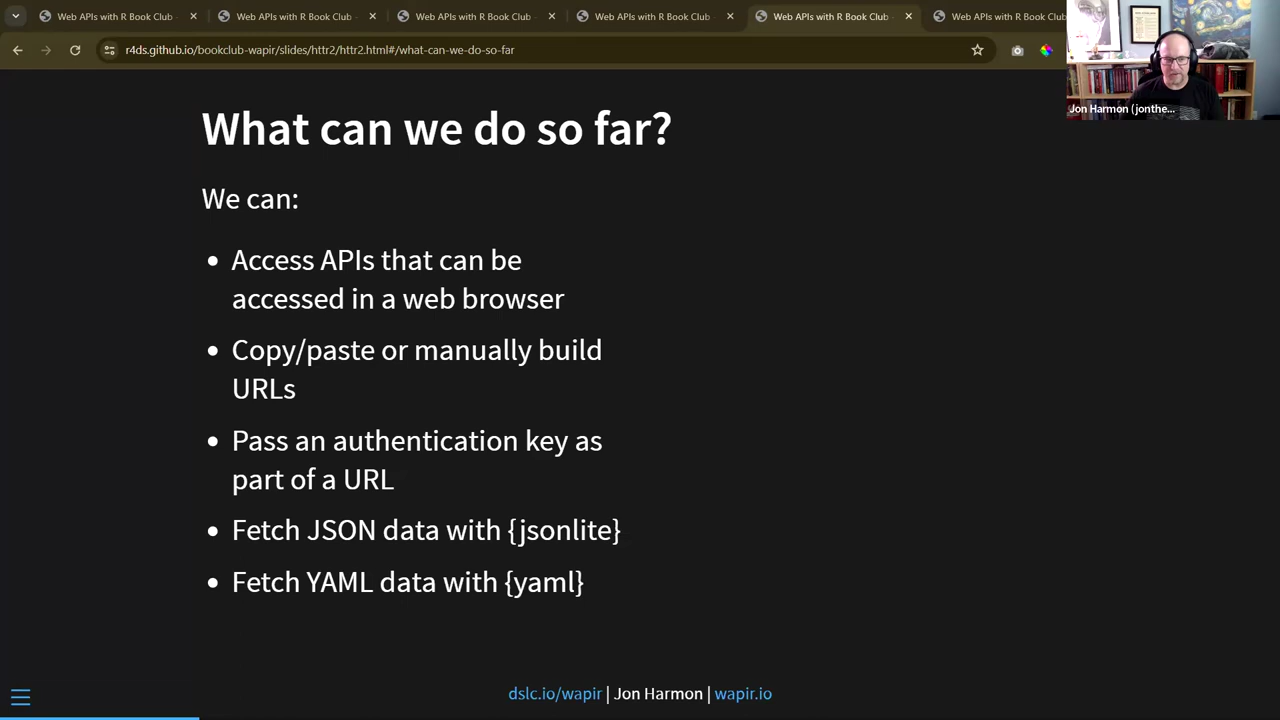 Web APIs with R Book Club
Web APIs with R Book Club
Web APIs with R Book Club
Web APIs with R Book Club
Web APIs with R Book Club
Web APIs with R Book Club
r4ds.github.io/bookclub-wapir/slides/httr2/httr2.html#/what-can-we-do-so-far
Jon Harmon (jonthe...
What can we do so far?
We can:
• Access APIs that can be
accessed in a web browser
• Copy/paste or manually build
URLs
• Pass an authentication key as
part of a URL
• Fetch JSON data with {jsonlite}
• Fetch YAML data with {yaml}
dslc.io/wapir | Jon Harmon | wapir.io